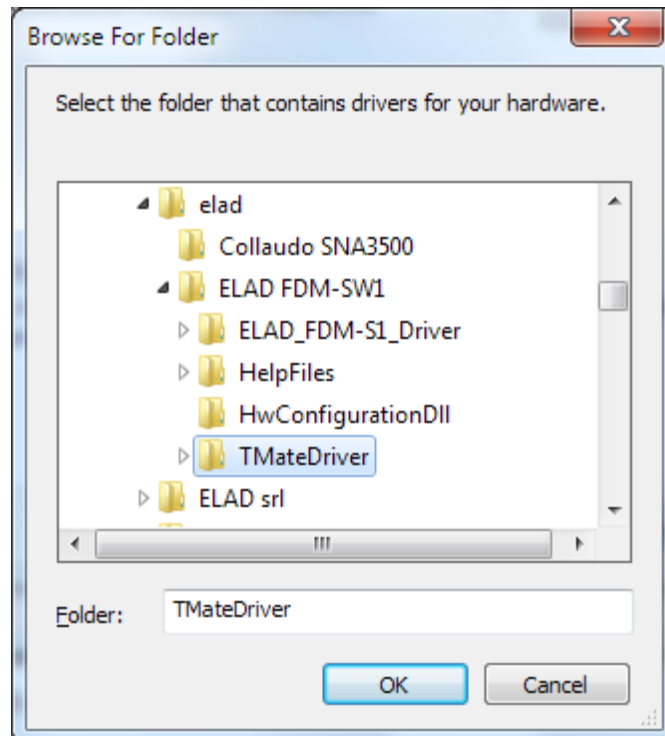 Browse For Folder
Select the folder that contains drivers for your hardware.
elad
Collaudo SNA3500
ELAD FDM-SW1
ELAD_FDM-S1_Driver
HelpFiles
HwConfigurationDll
TMateDriver
ELAD srl
Folder: TMateDriver
OK Cancel